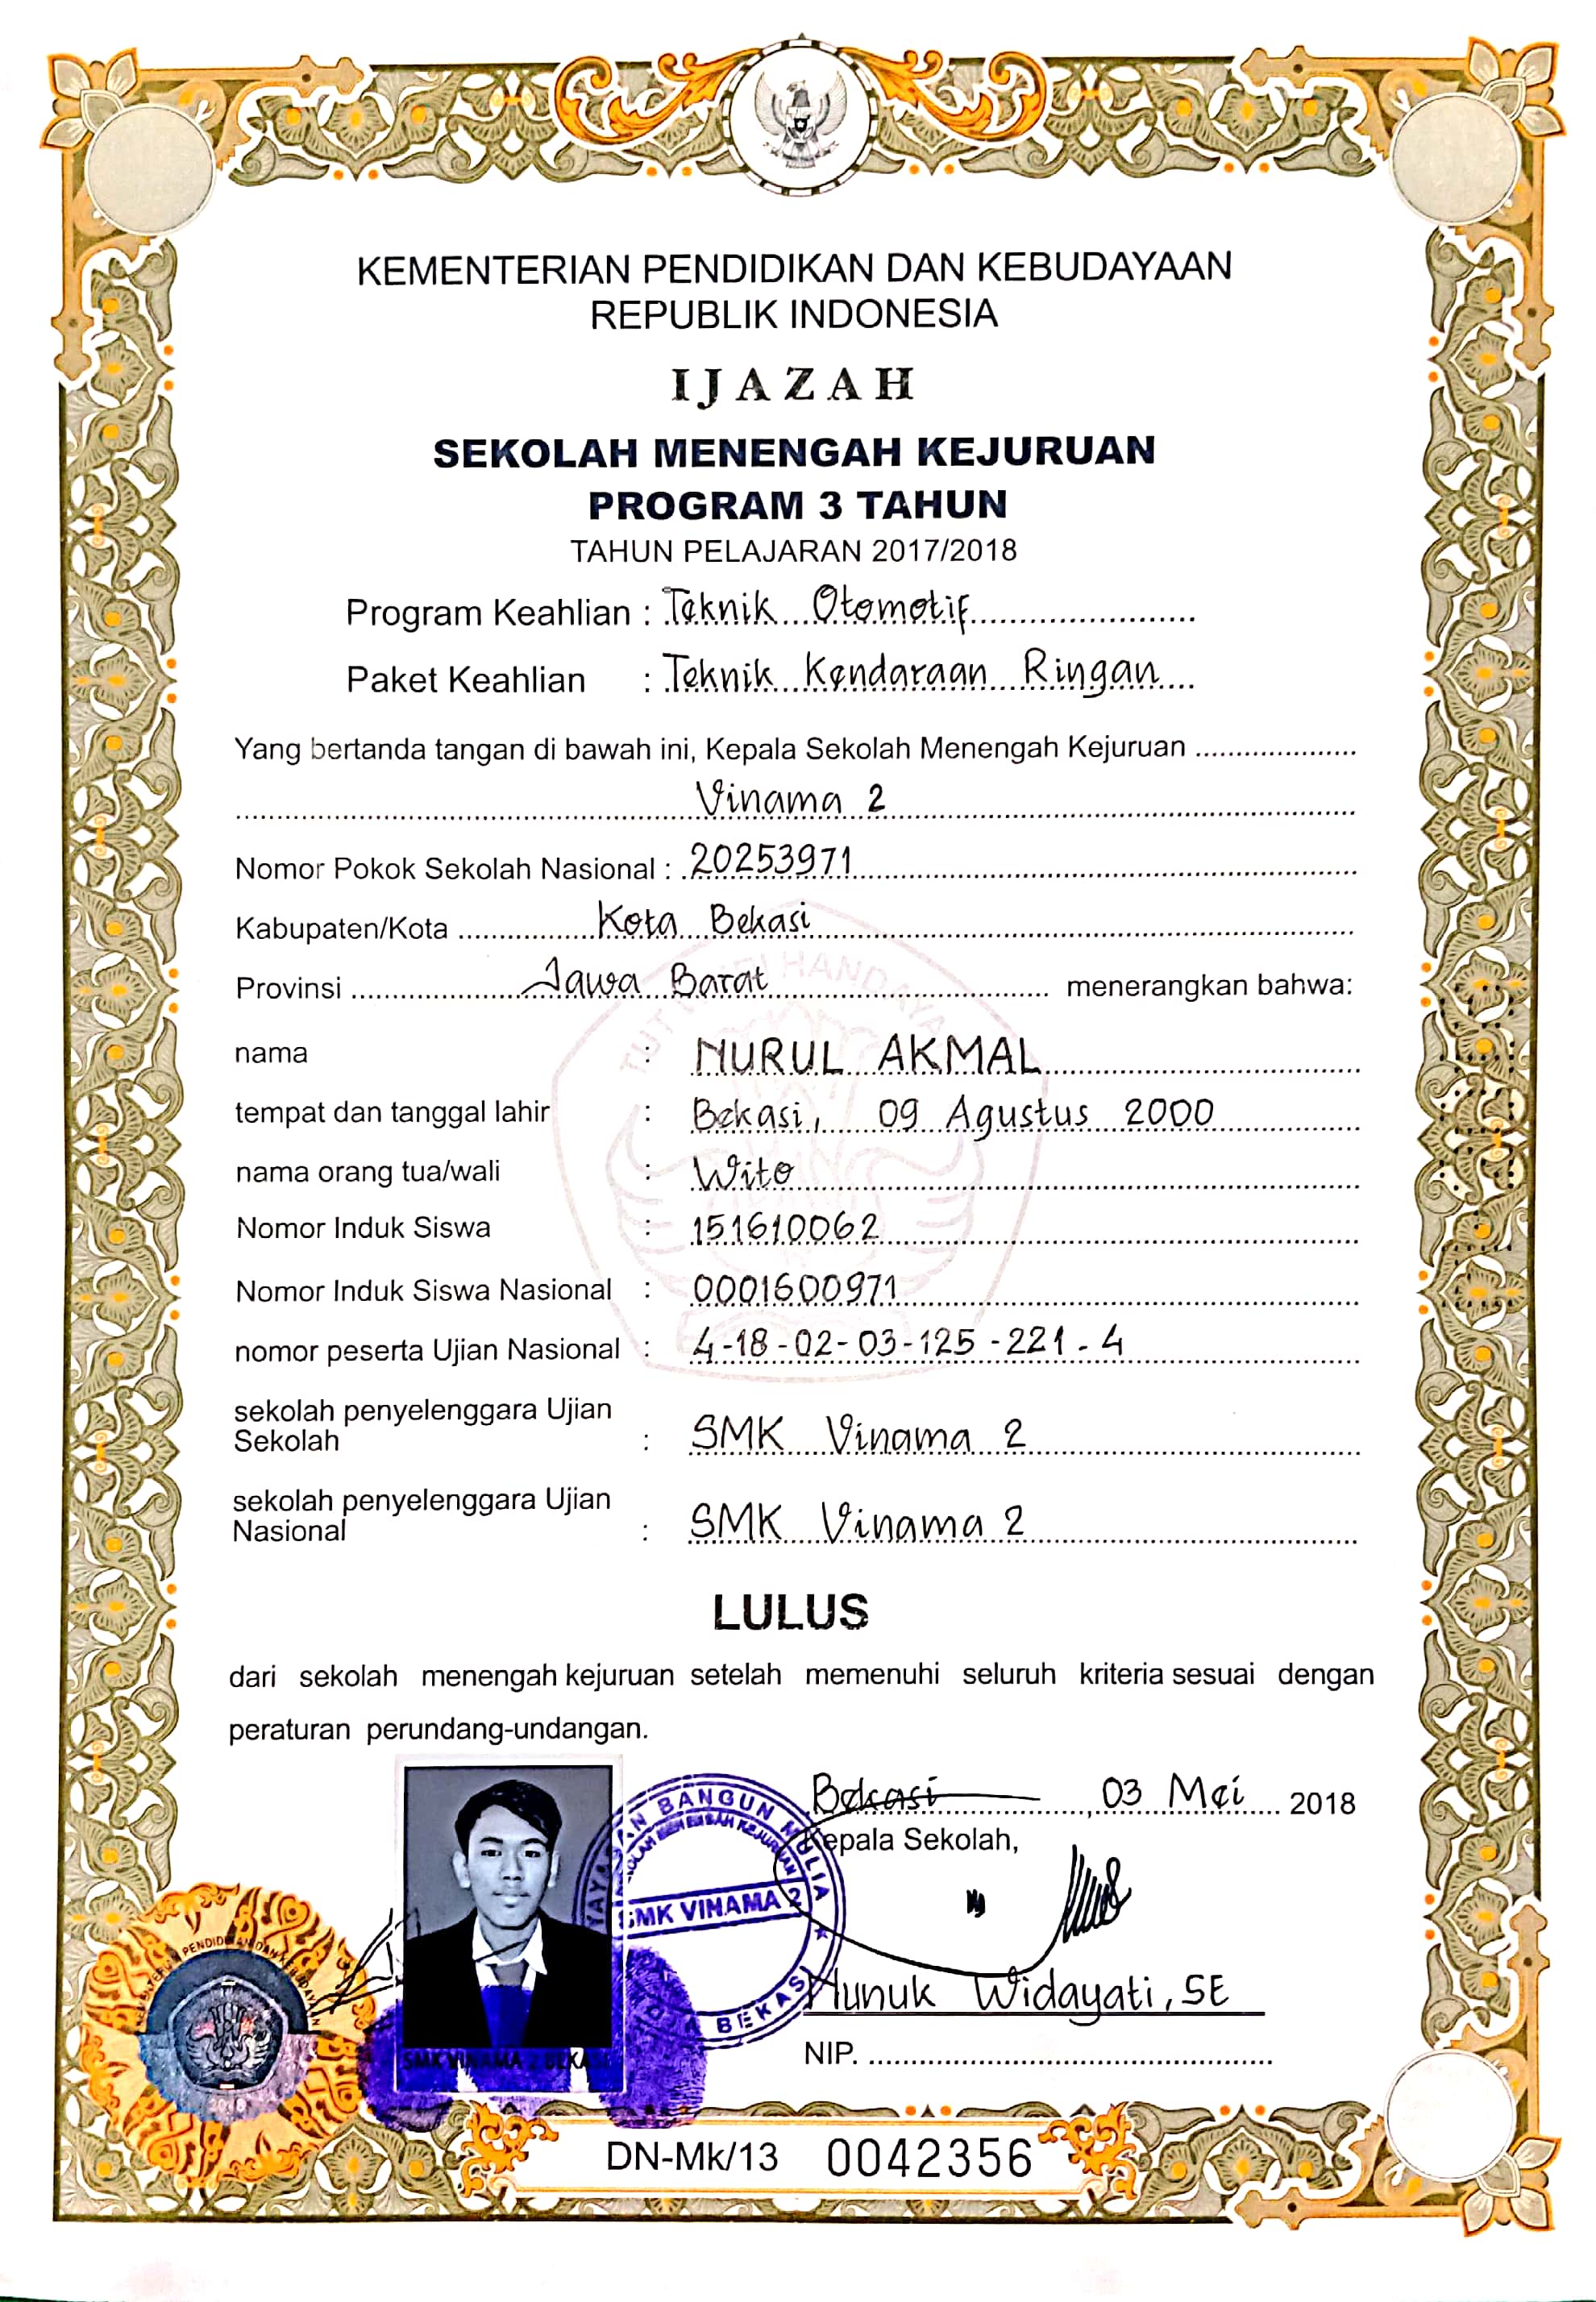 KEMENTERIAN PENDIDIKAN DAN KEBUDAYAAN
REPUBLIK INDONESIA
IJAZAH
SEKOLAH MENENGAH KEJURUAN
PROGRAM 3 TAHUN
TAHUN PELAJARAN 2017/2018
Program Keahlian : Teknik Otomotif
Paket Keahlian : Teknik Kendaraan Ringan
Yang bertanda tangan di bawah ini, Kepala Sekolah Menengah Kejuruan
Vinama 2
Nomor Pokok Sekolah Nasional : 20253971
Kabupaten/Kota Kota Bekasi
Provinsi Jawa Barat menerangkan bahwa:
nama : NURUL AKMAL
tempat dan tanggal lahir : Bekasi, 09 Agustus 2000
nama orang tua/wali : Wito
Nomor Induk Siswa : 151610062
Nomor Induk Siswa Nasional : 0001600971
nomor peserta Ujian Nasional : 4-18-02-03-125-221-4
sekolah penyelenggara Ujian
Sekolah : SMK Vinama 2
sekolah penyelenggara Ujian
Nasional : SMK Vinama 2
LULUS
dari sekolah menengah kejuruan setelah memenuhi seluruh kriteria sesuai dengan
peraturan perundang-undangan.
Bekasi, 03 Mei 2018
Kepala Sekolah,
YAYASAN BANGUN MULIA
SEKOLAH MENENGAH KEJURUAN
SMK VINAMA 2
BEKASI
Nunuk Widayati, SE
NIP.
SMK VINAMA 2 BEKASI
DN-Mk/13 0042356